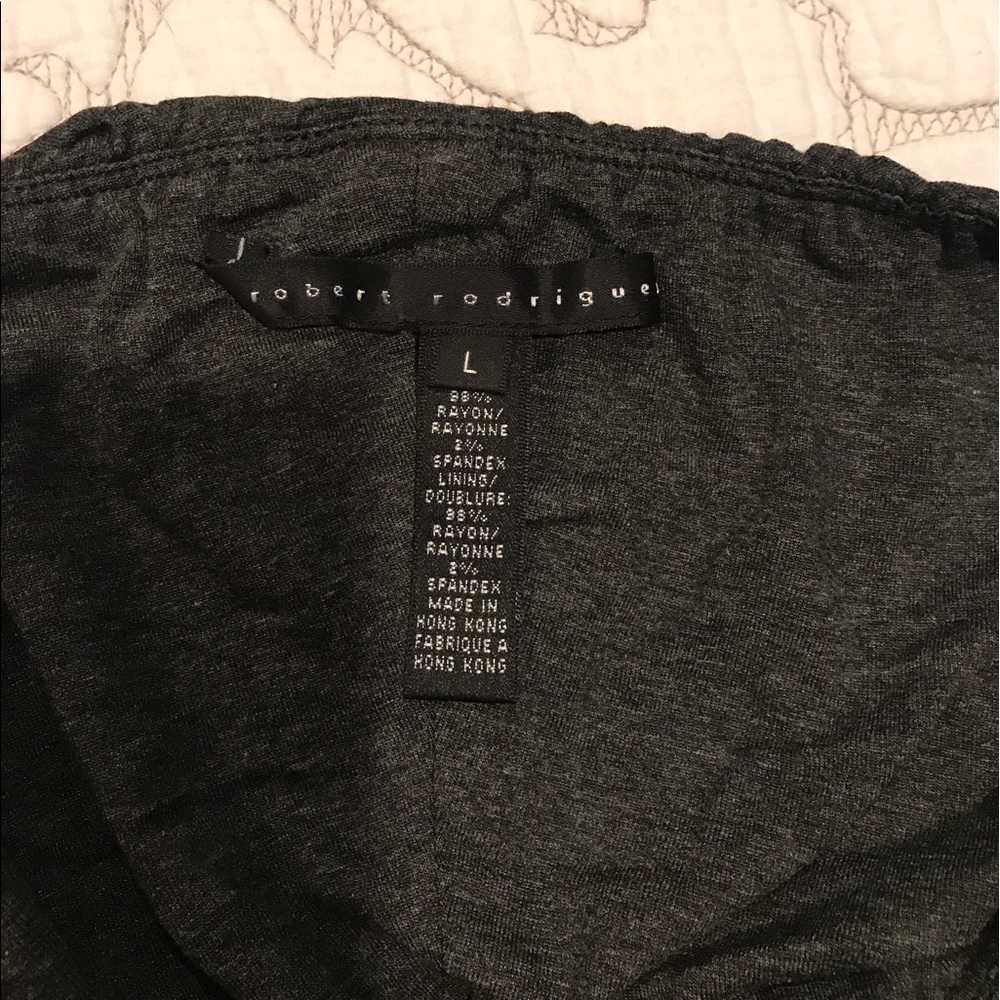 robert rodrigue
L
98%
RAYON/
RAYONNE
2%
SPANDEX
LINING/
DOUBLURE:
98%
RAYON/
RAYONNE
2%
SPANDEX
MADE IN
HONG KONG
FABRIQUE A
HONG KONG